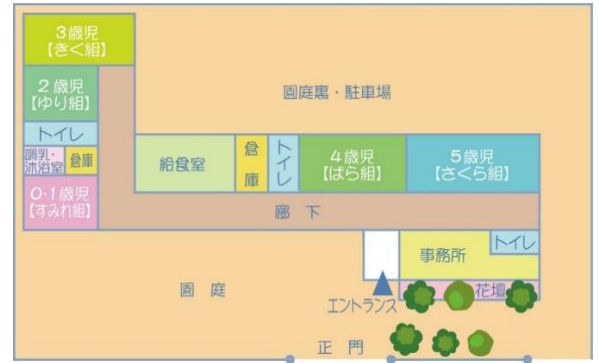 3歳児
【きく組】
2歳児
【ゆり組】
園庭裏・駐車場
トイレ
調乳・
沐浴室
倉庫
0・1歳児
【すみれ組】
給食室
倉庫
トイレ
4歳児
【ばら組】
5歳児
【さくら組】
廊下
事務所
トイレ
園庭
エントランス
花壇
正門